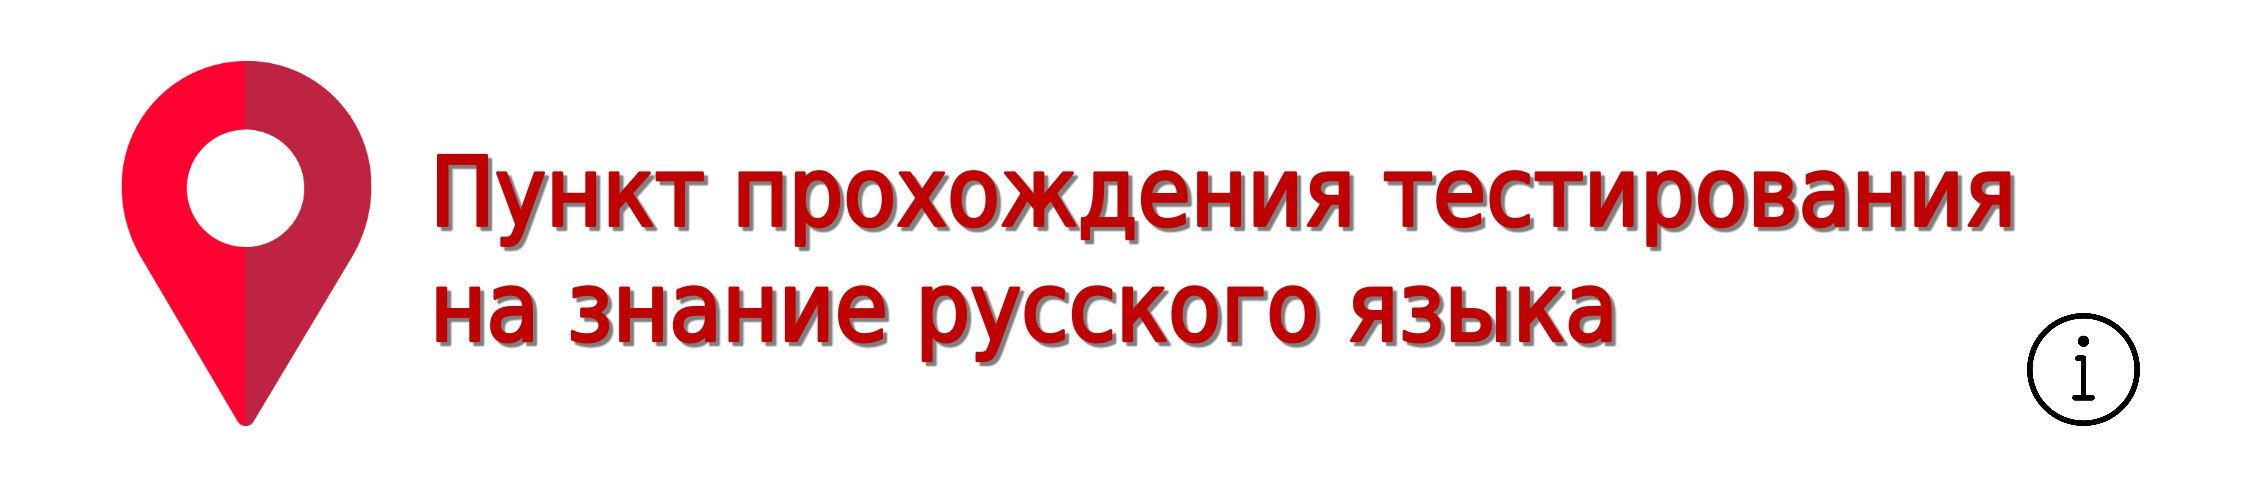 Пункт прохождения тестирования
на знание русского языка
i